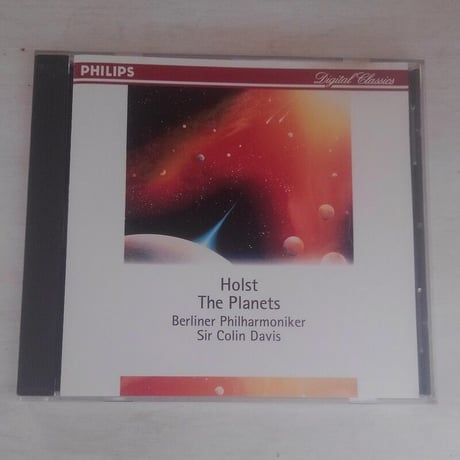 PHILIPS
Digital Classics
Holst
The Planets
Berliner Philharmoniker
Sir Colin Davis